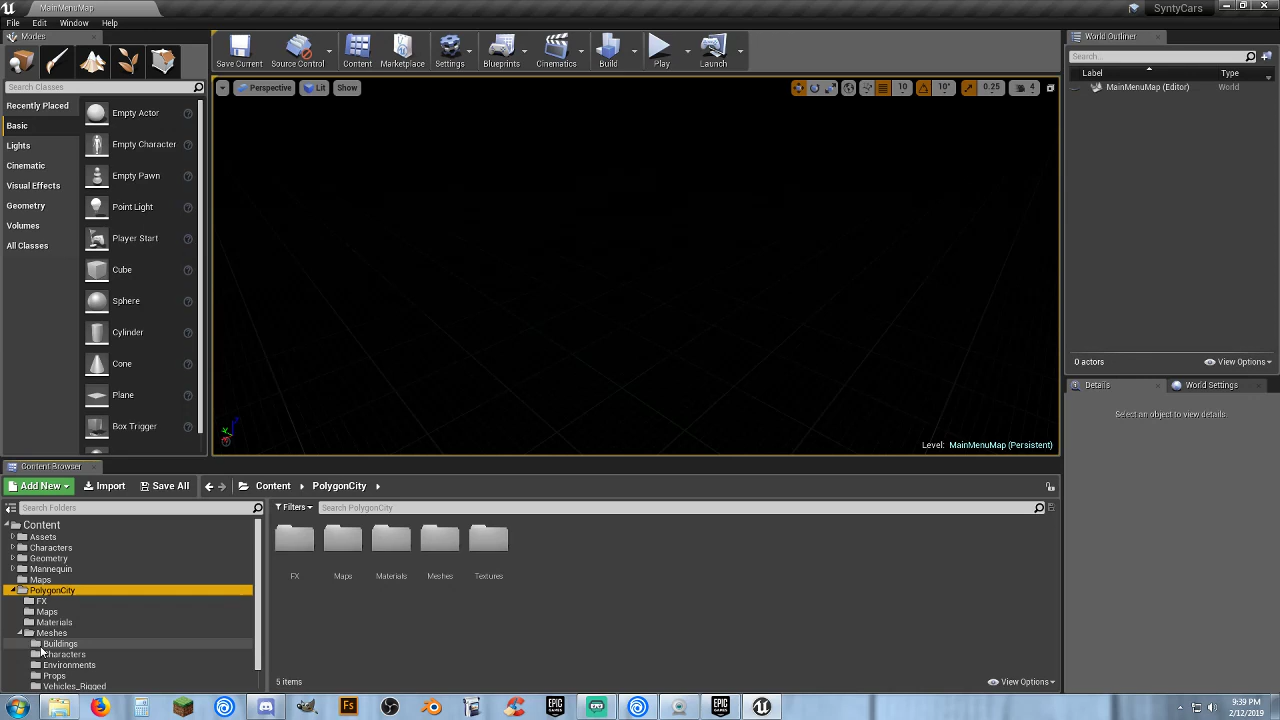 MainMenuMap
SyntyCars
File Edit Window Help
Modes
Search Classes
Recently Placed
Basic
Lights
Cinematic
Visual Effects
Geometry
Volumes
All Classes
Empty Actor
Empty Character
Empty Pawn
Point Light
Player Start
Cube
Sphere
Cylinder
Cone
Plane
Box Trigger
Save Current Source Control Content Marketplace Settings Blueprints Cinematics Build Play Launch
Perspective Lit Show
10 10° 0.25 4
Level: MainMenuMap (Persistent)
World Outliner
Search...
Label Type
MainMenuMap (Editor) World
0 actors View Options
Details World Settings
Select an object to view details.
Content Browser
Add New Import Save All Content PolygonCity
Search Folders
Filters Search PolygonCity
Content
Assets
Characters
Geometry
Mannequin
Maps
PolygonCity
FX
Maps
Materials
Meshes
Buildings
Characters
Environments
Props
Vehicles_Rigged
FX Maps Materials Meshes Textures
5 items View Options
Fs
EPIC GAMES
EPIC GAMES
9:39 PM
2/12/2019